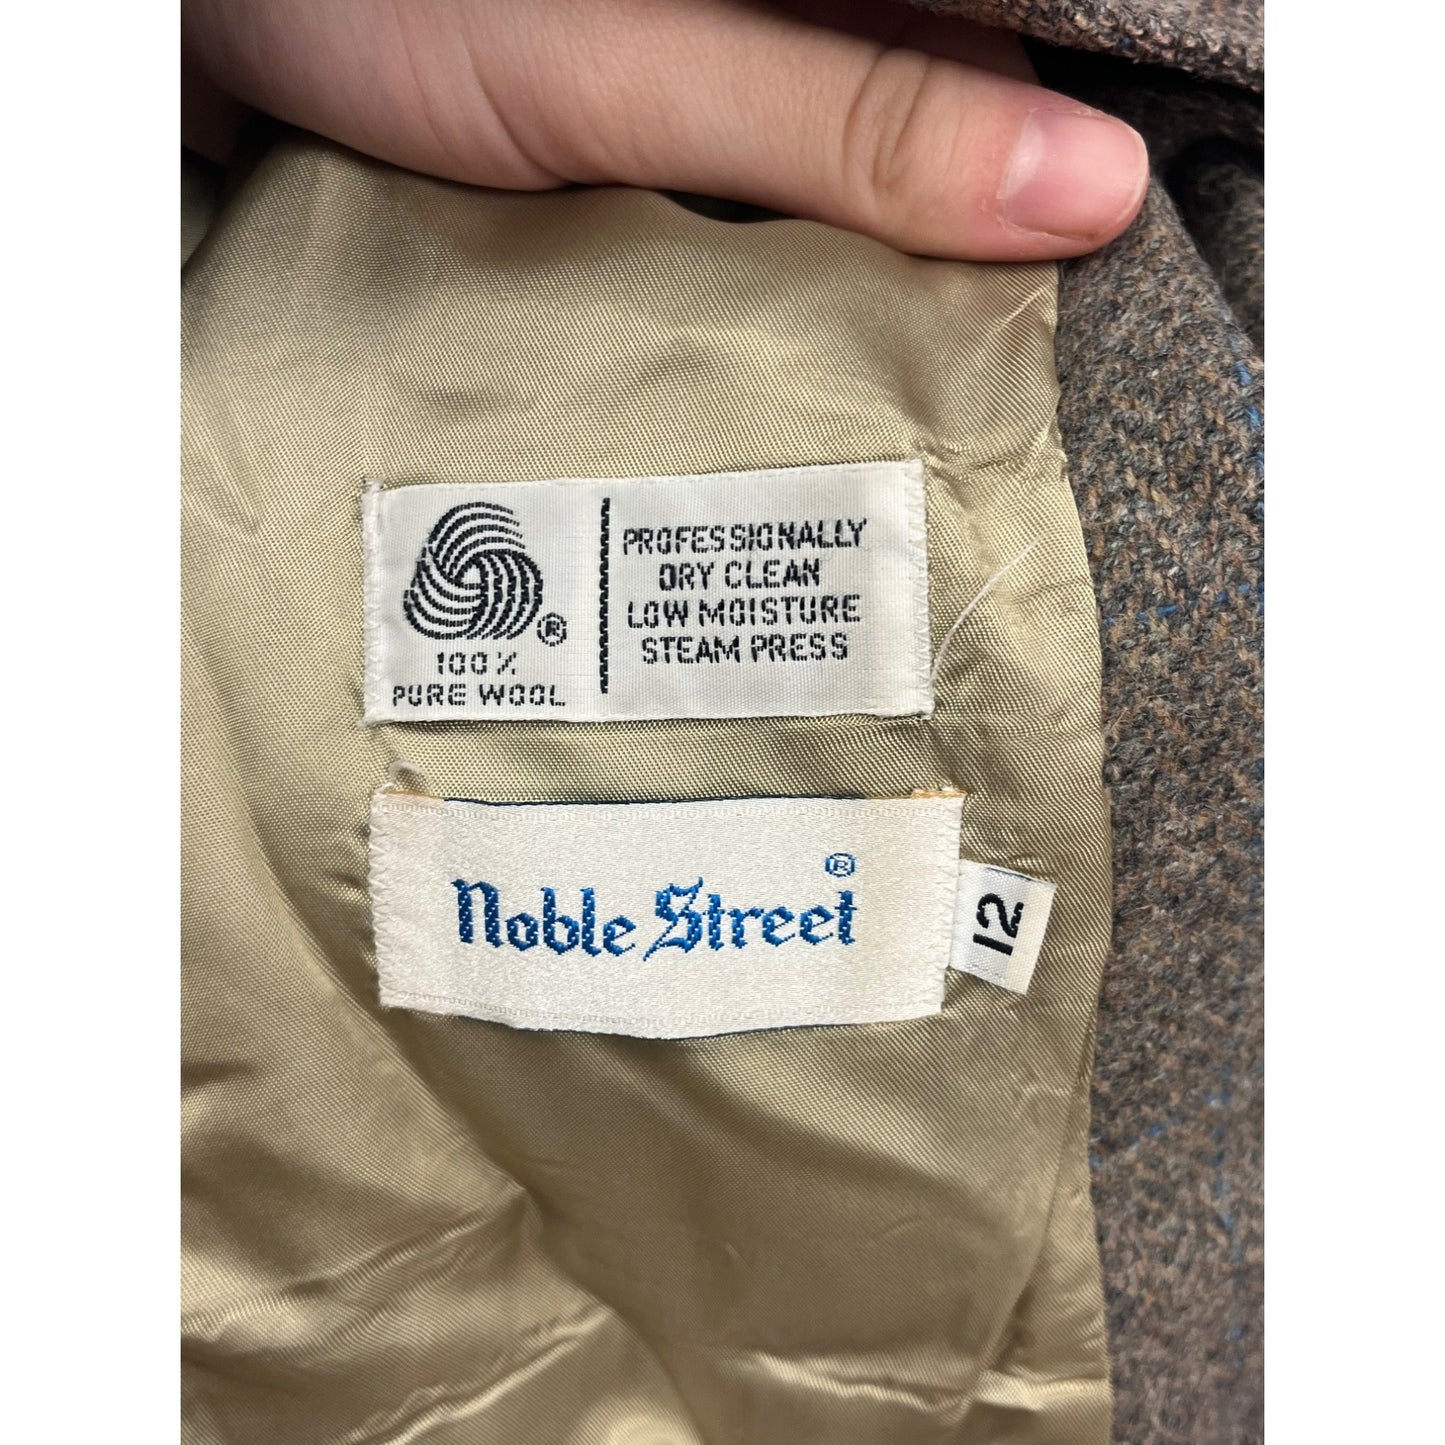 100%
PURE WOOL
PROFESSIONALLY
DRY CLEAN
LOW MOISTURE
STEAM PRESS
Noble Street ®
12